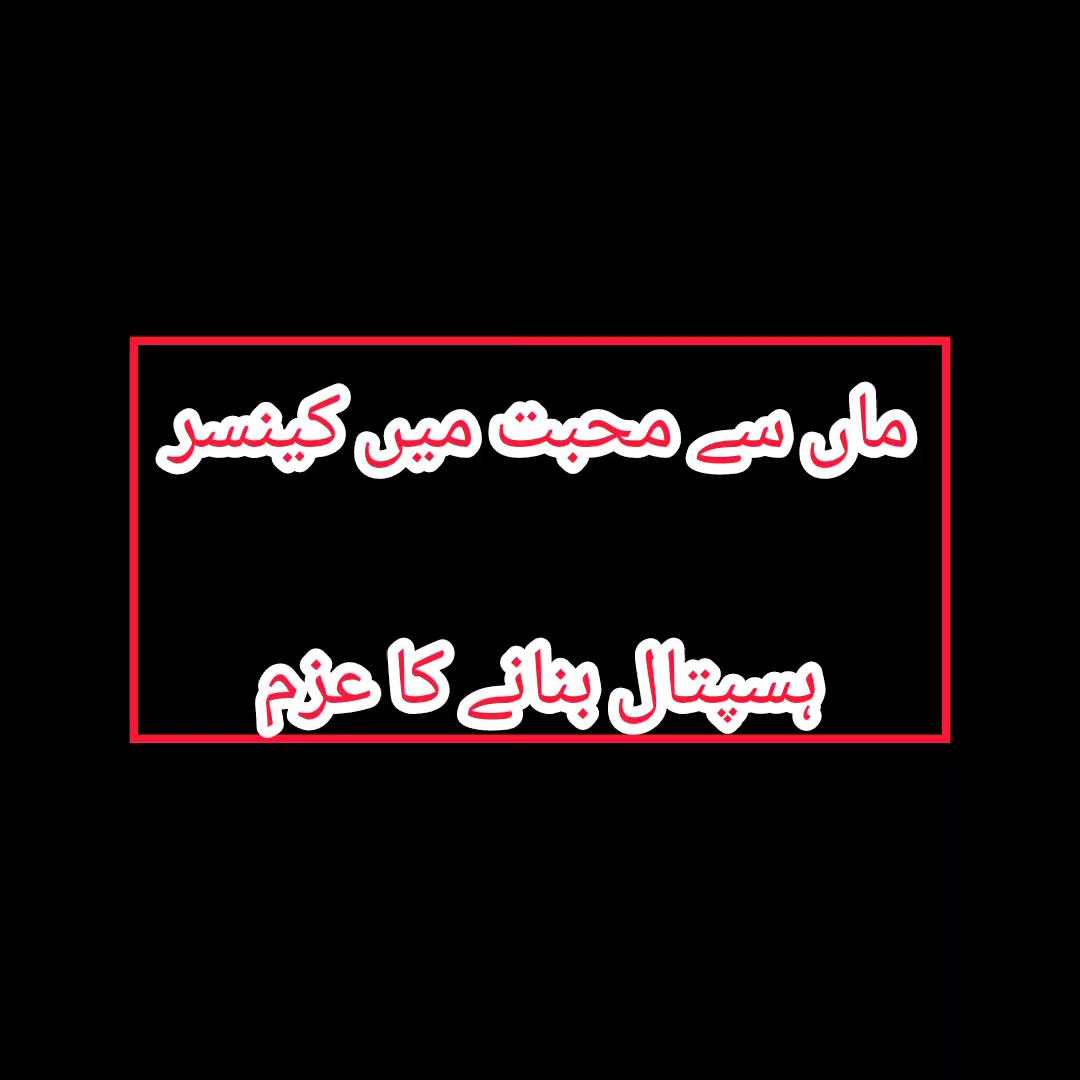 ماں سے محبت میں کینسر
ہسپتال بنانے کا عزم